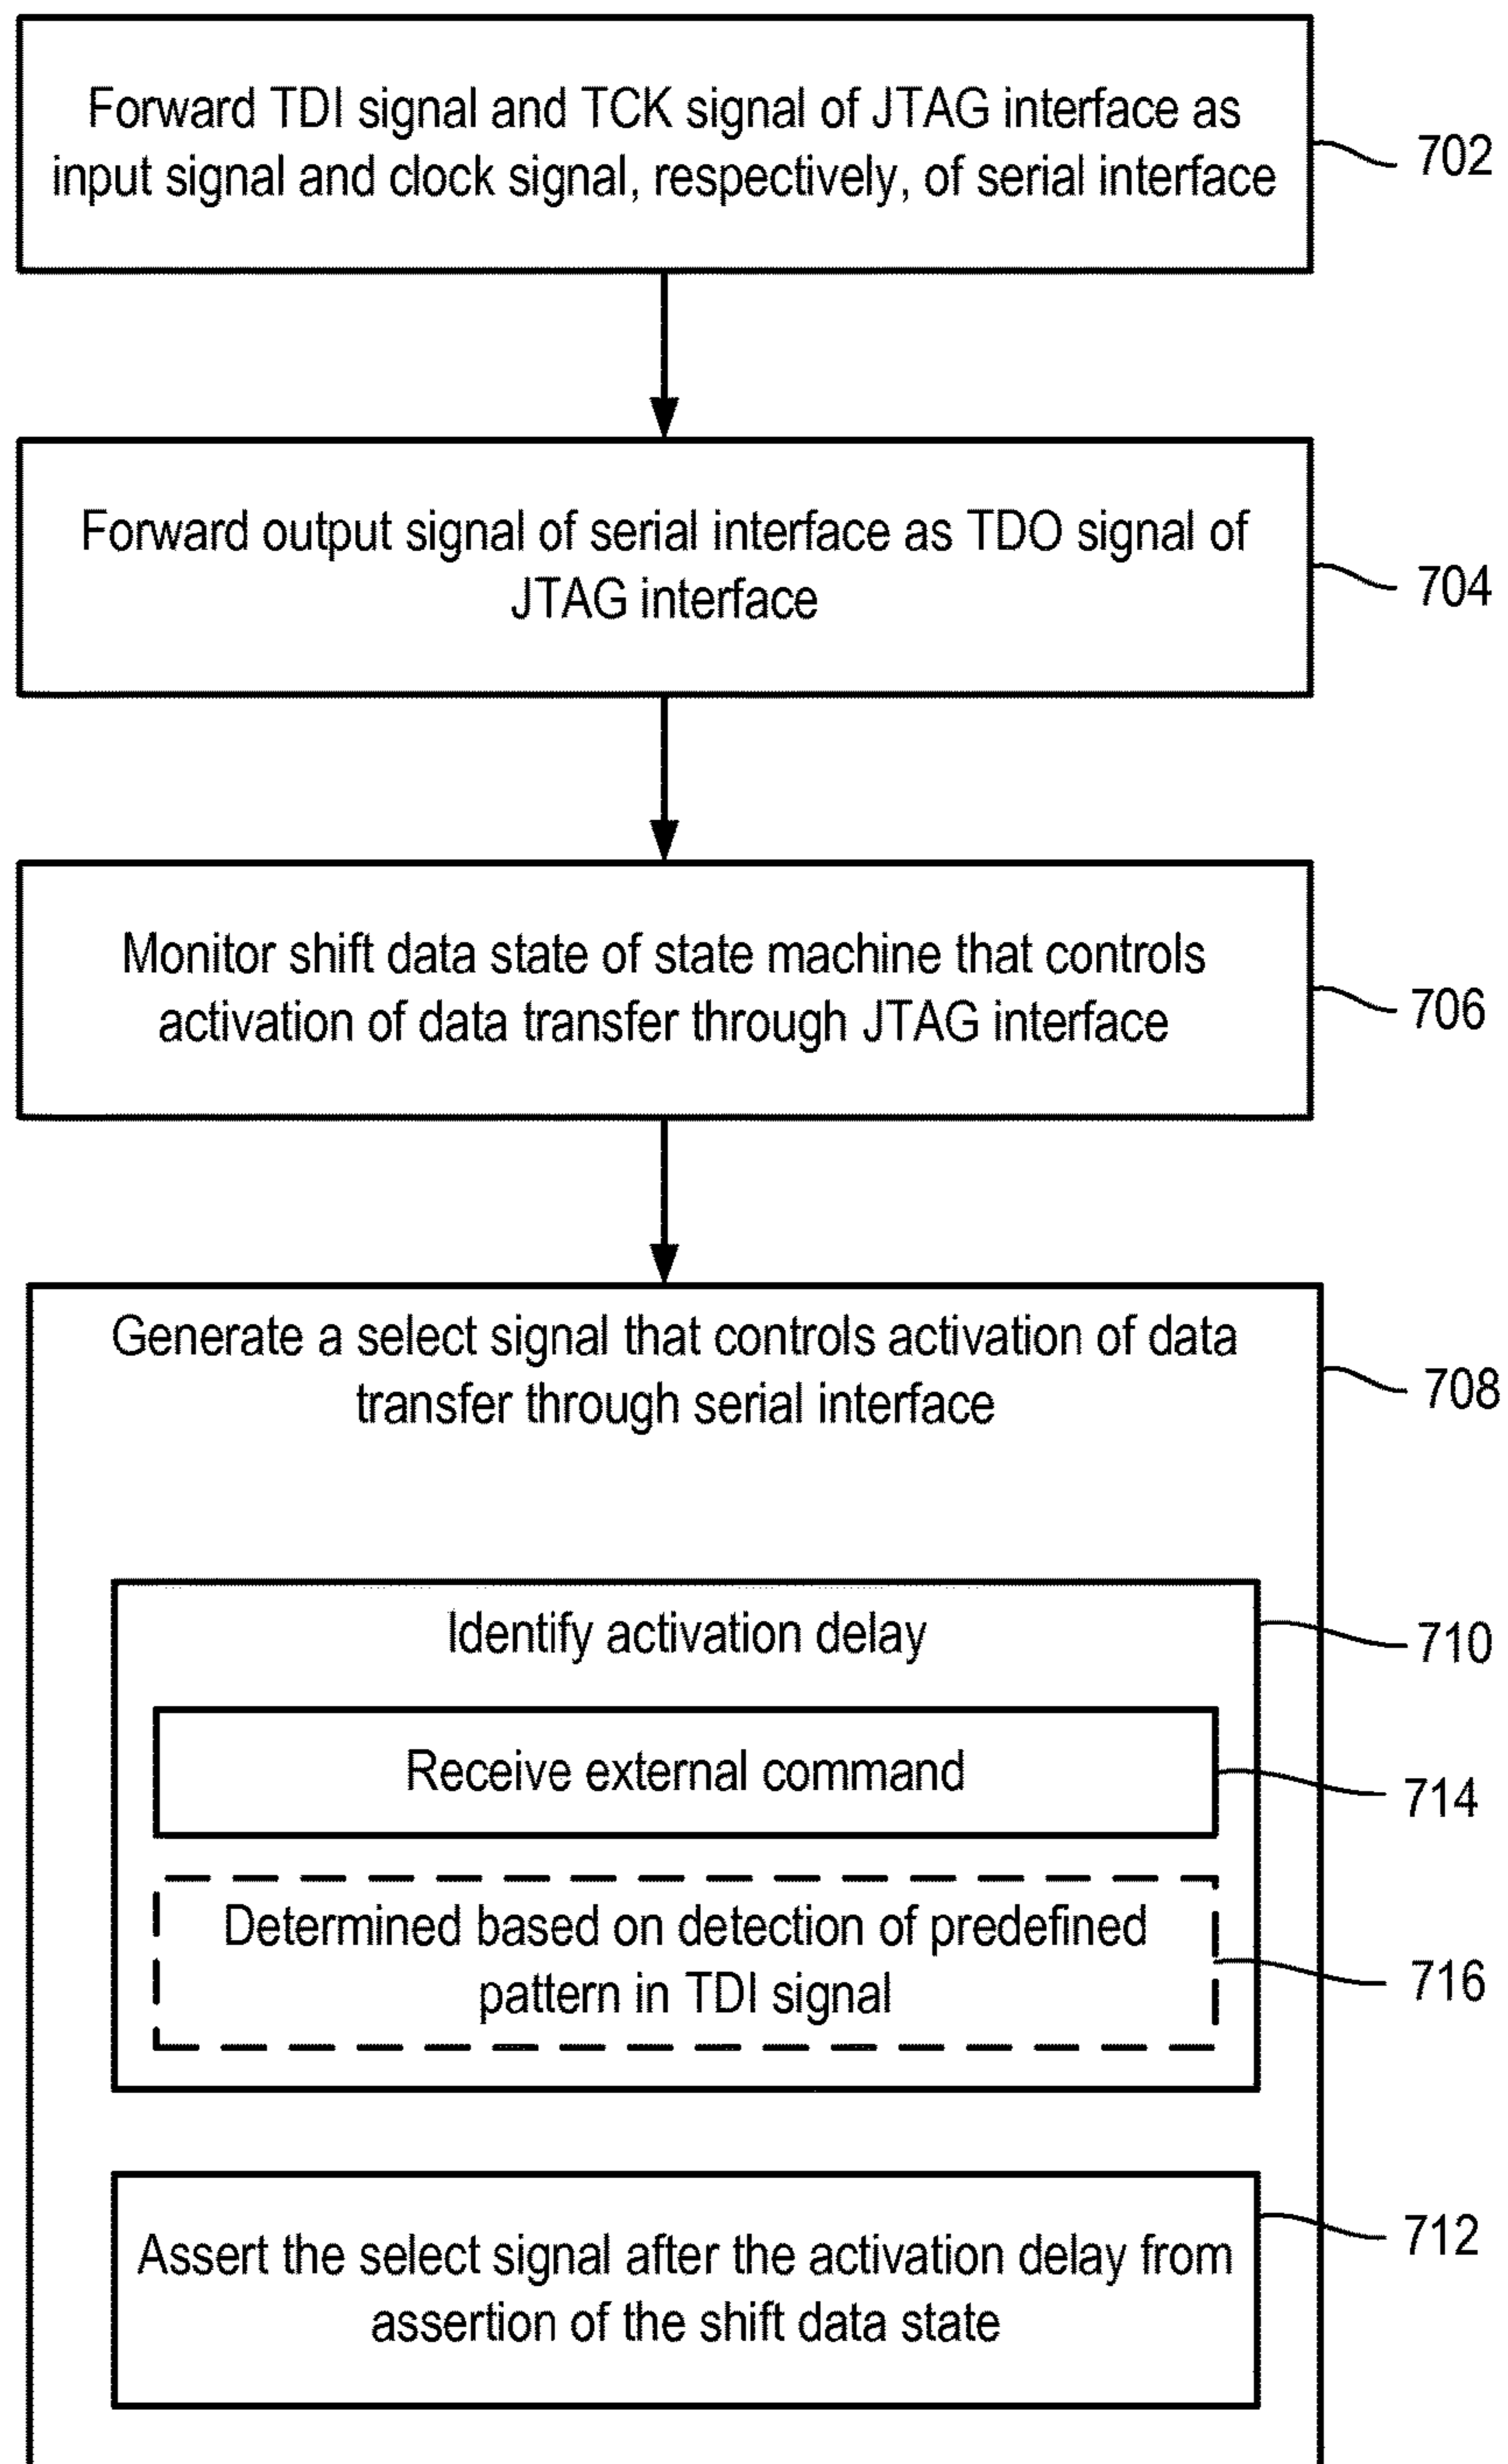 Forward TDI signal and TCK signal of JTAG interface as
input signal and clock signal, respectively, of serial interface
702
Forward output signal of serial interface as TDO signal of
JTAG interface
704
Monitor shift data state of state machine that controls
activation of data transfer through JTAG interface
706
Generate a select signal that controls activation of data
transfer through serial interface
708
Identify activation delay
710
Receive external command
714
Determined based on detection of predefined
pattern in TDI signal
716
Assert the select signal after the activation delay from
assertion of the shift data state
712